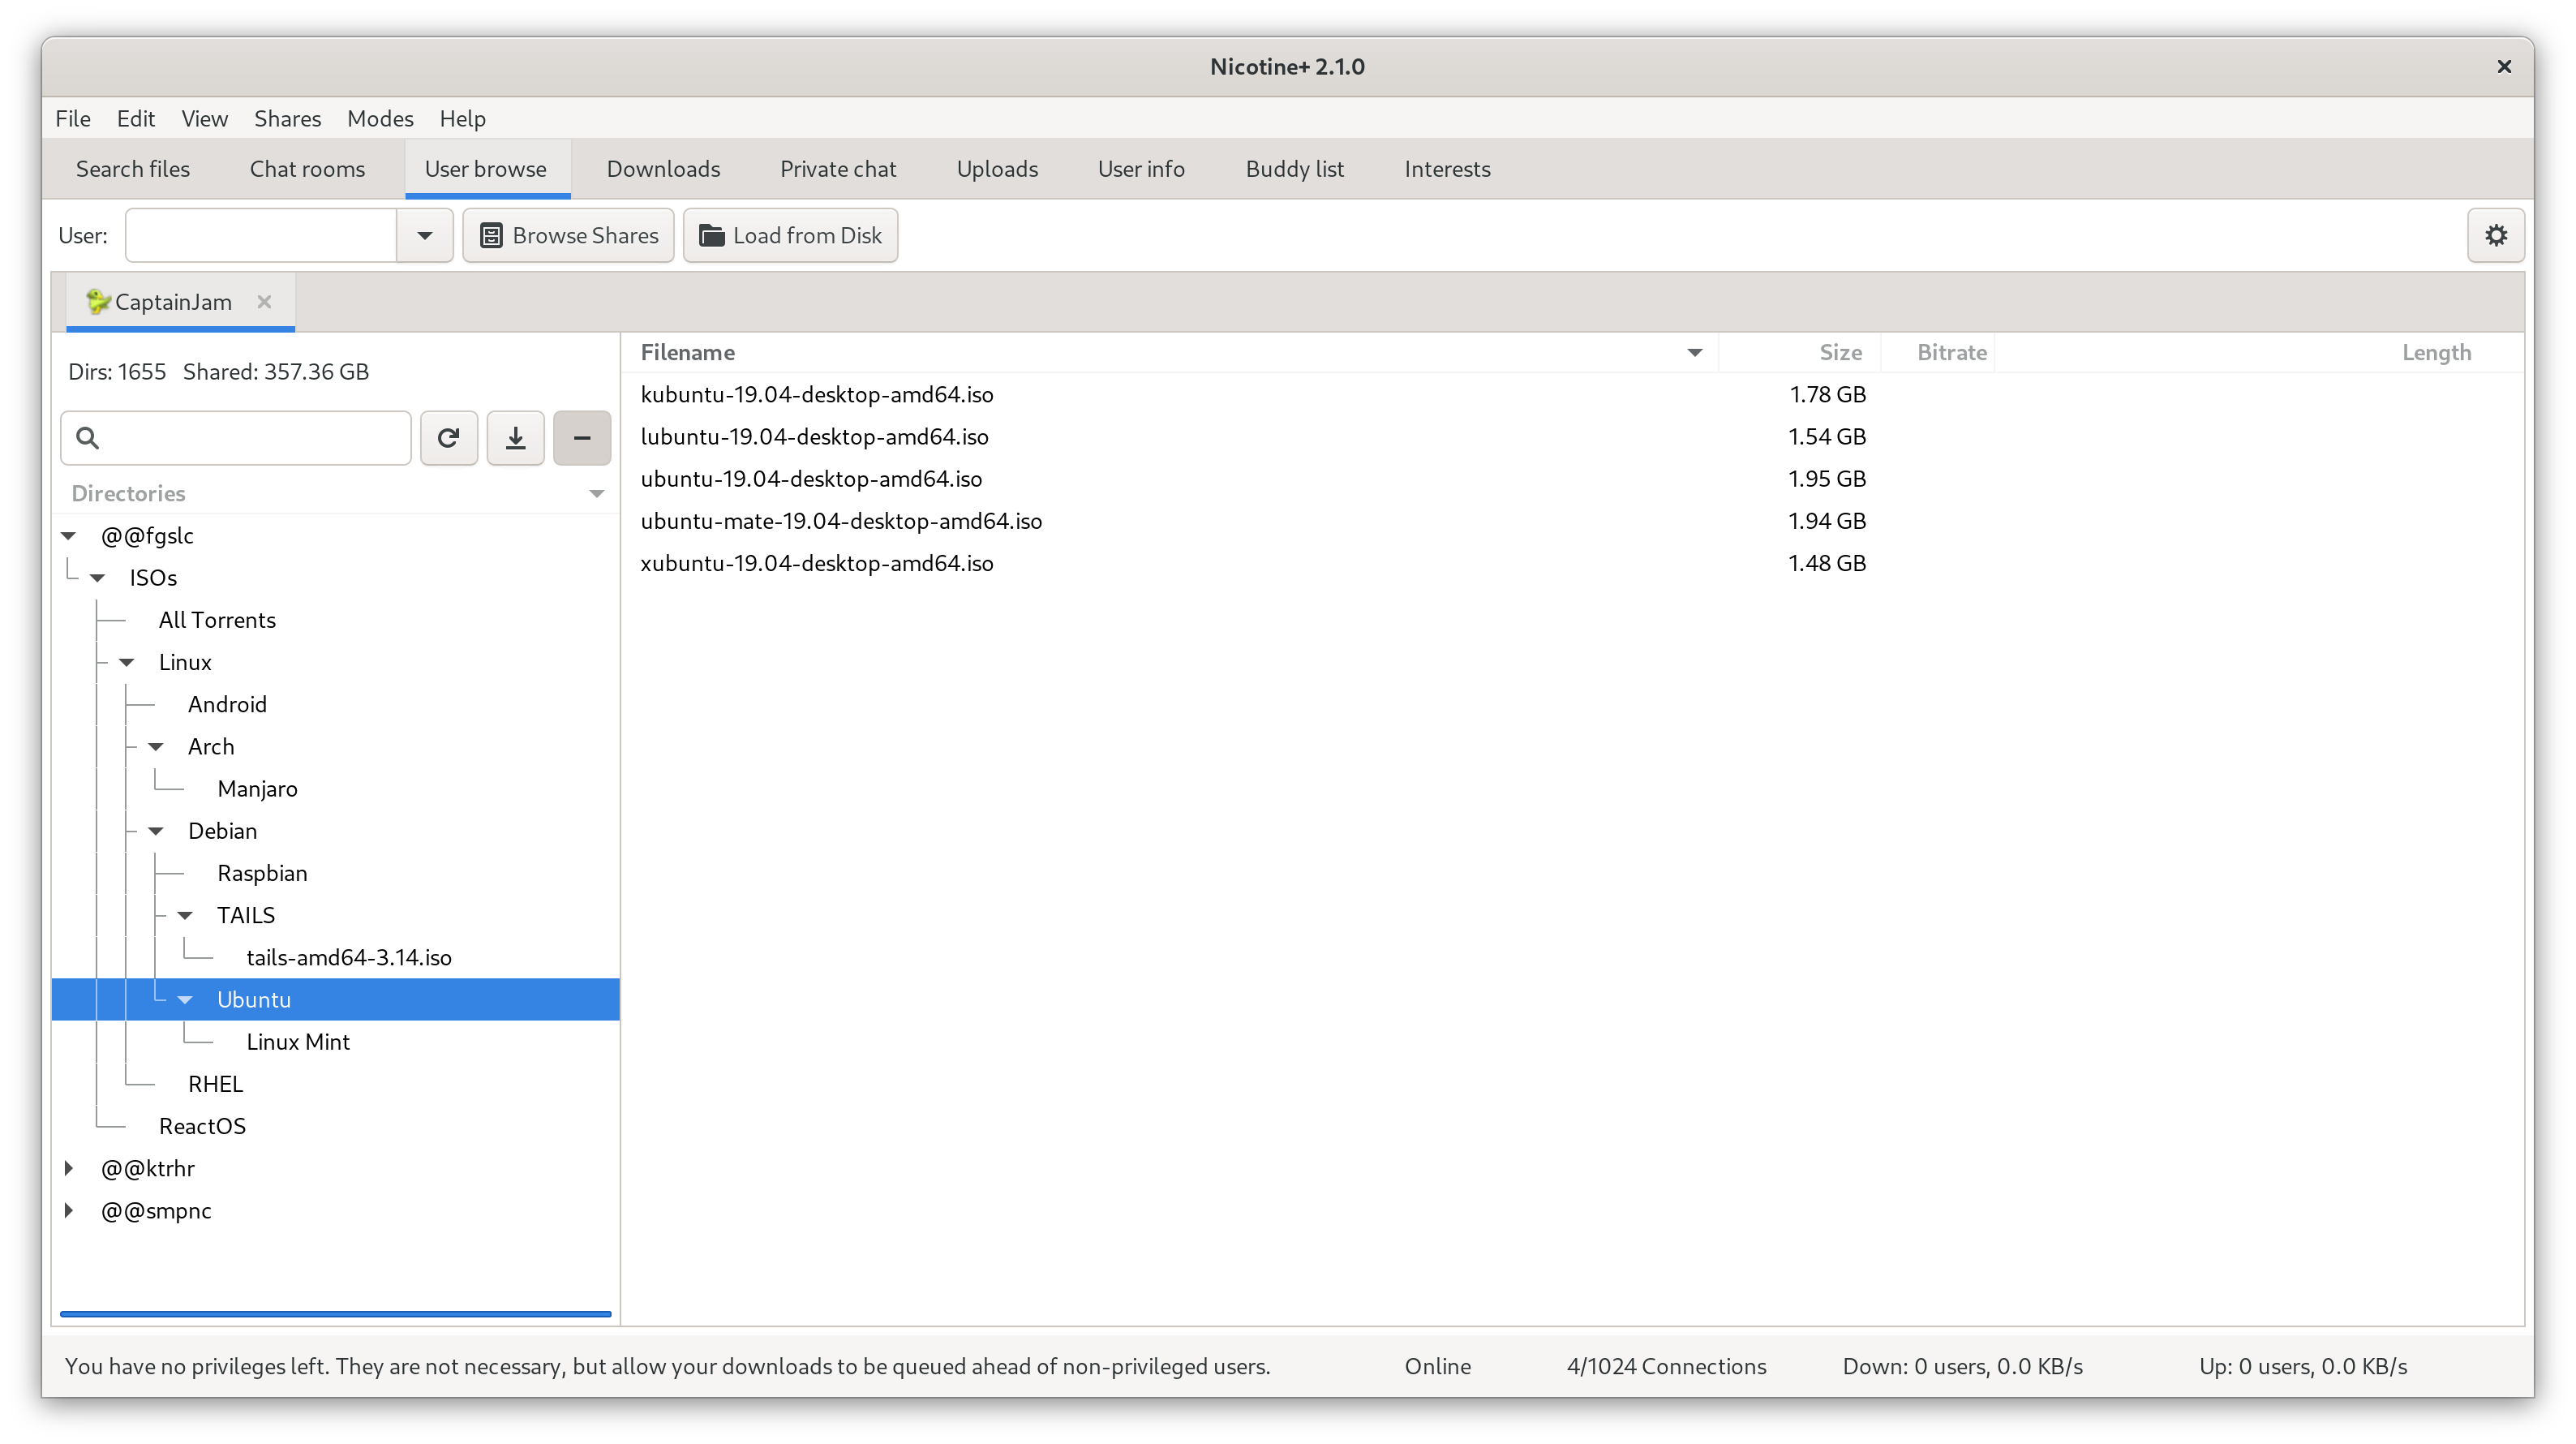 Nicotine+ 2.1.0
File Edit View Shares Modes Help
Search files Chat rooms User browse Downloads Private chat Uploads User info Buddy list Interests
User: Browse Shares Load from Disk
CaptainJam
Dirs: 1655 Shared: 357.36 GB
Directories
@@fgslc
ISOs
All Torrents
Linux
Android
Arch
Manjaro
Debian
Raspbian
TAILS
tails-amd64-3.14.iso
Ubuntu
Linux Mint
RHEL
ReactOS
@@ktrhr
@@smpnc
Filename Size Bitrate Length
kubuntu-19.04-desktop-amd64.iso 1.78 GB
lubuntu-19.04-desktop-amd64.iso 1.54 GB
ubuntu-19.04-desktop-amd64.iso 1.95 GB
ubuntu-mate-19.04-desktop-amd64.iso 1.94 GB
xubuntu-19.04-desktop-amd64.iso 1.48 GB
You have no privileges left. They are not necessary, but allow your downloads to be queued ahead of non-privileged users. Online 4/1024 Connections Down: 0 users, 0.0 KB/s Up: 0 users, 0.0 KB/s